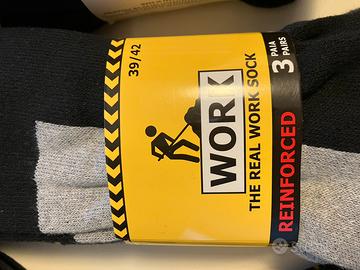 39/42
WORK
THE REAL WORK SOCK
REINFORCED
3 PAIA
PAIRS